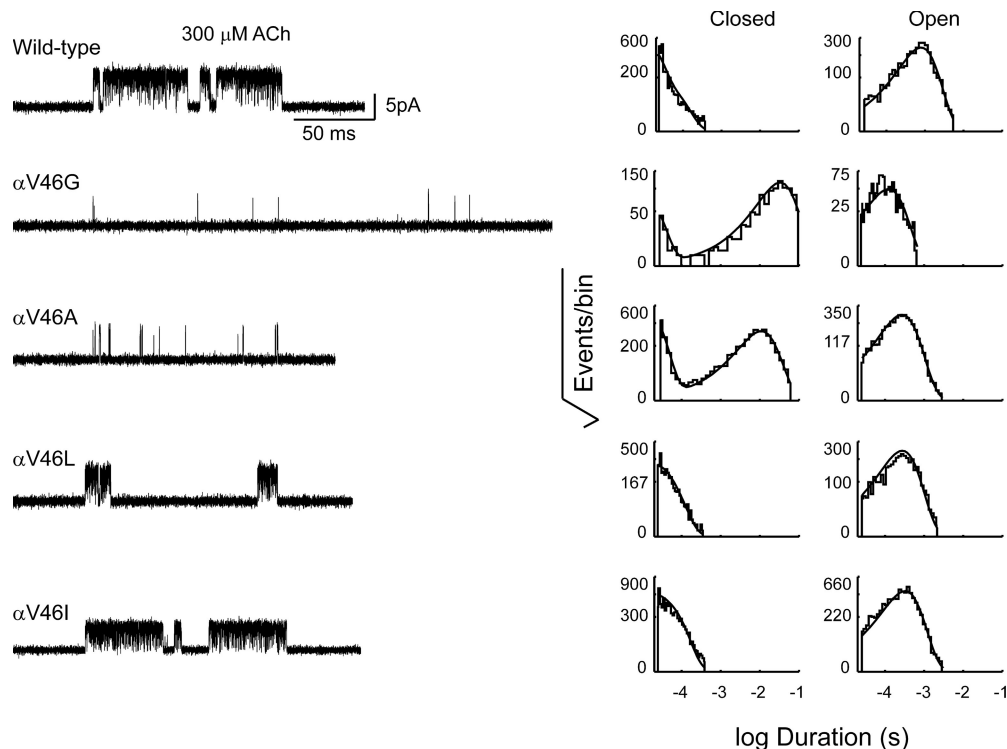 Closed Open
Wild-type 300 μM ACh
5pA
50 ms
600
200
0
300
100
0
αV46G
150
50
0
75
25
0
αV46A
600
200
0
350
117
0
√ Events/bin
αV46L
500
167
0
300
100
0
αV46I
900
300
0
660
220
0
-4 -3 -2 -1
-4 -3 -2 -1
log Duration (s)